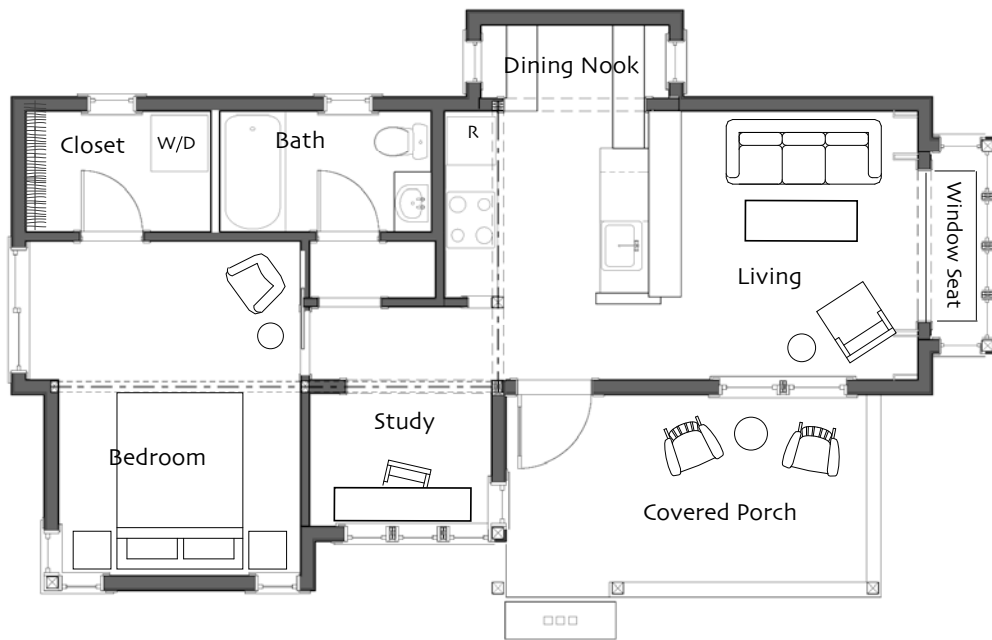 Dining Nook
Closet
W/D
Bath
R
Window Seat
Living
Study
Bedroom
Covered Porch